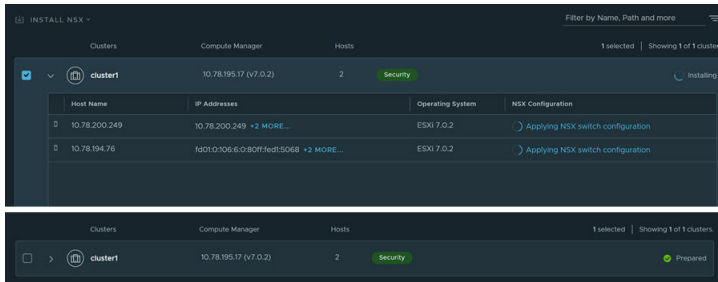 INSTALL NSX
Filter by Name, Path and more
Clusters Compute Manager Hosts 1 selected | Showing 1 of 1 cluster
cluster1 10.78.195.17 (v7.0.2) 2 Security Installing
Host Name IP Addresses Operating System NSX Configuration
10.78.200.249 10.78.200.249 +2 MORE... ESXi 7.0.2 Applying NSX switch configuration
10.78.194.76 fd01:0:106:6:0:80ff:fed1:5068 +2 MORE... ESXi 7.0.2 Applying NSX switch configuration
Clusters Compute Manager Hosts 1 selected | Showing 1 of 1 clusters.
cluster1 10.78.195.17 (v7.0.2) 2 Security Prepared